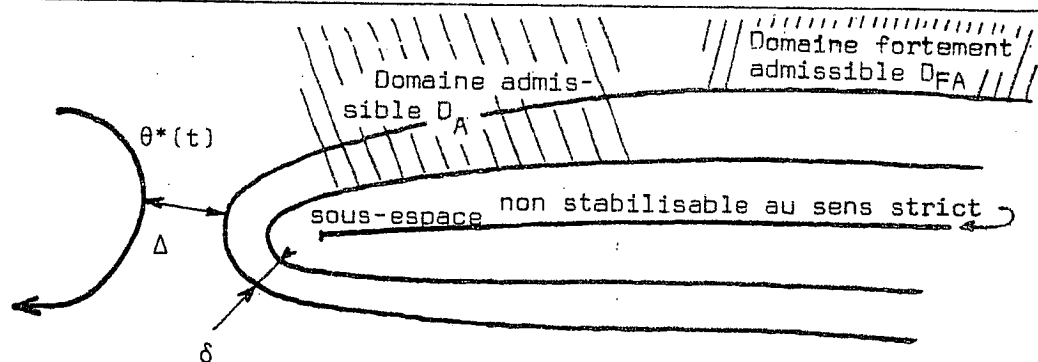 Domaine fortement
admissible D_FA
Domaine admis-
sible D_A
θ*(t)
sous-espace non stabilisable au sens strict
Δ
δ